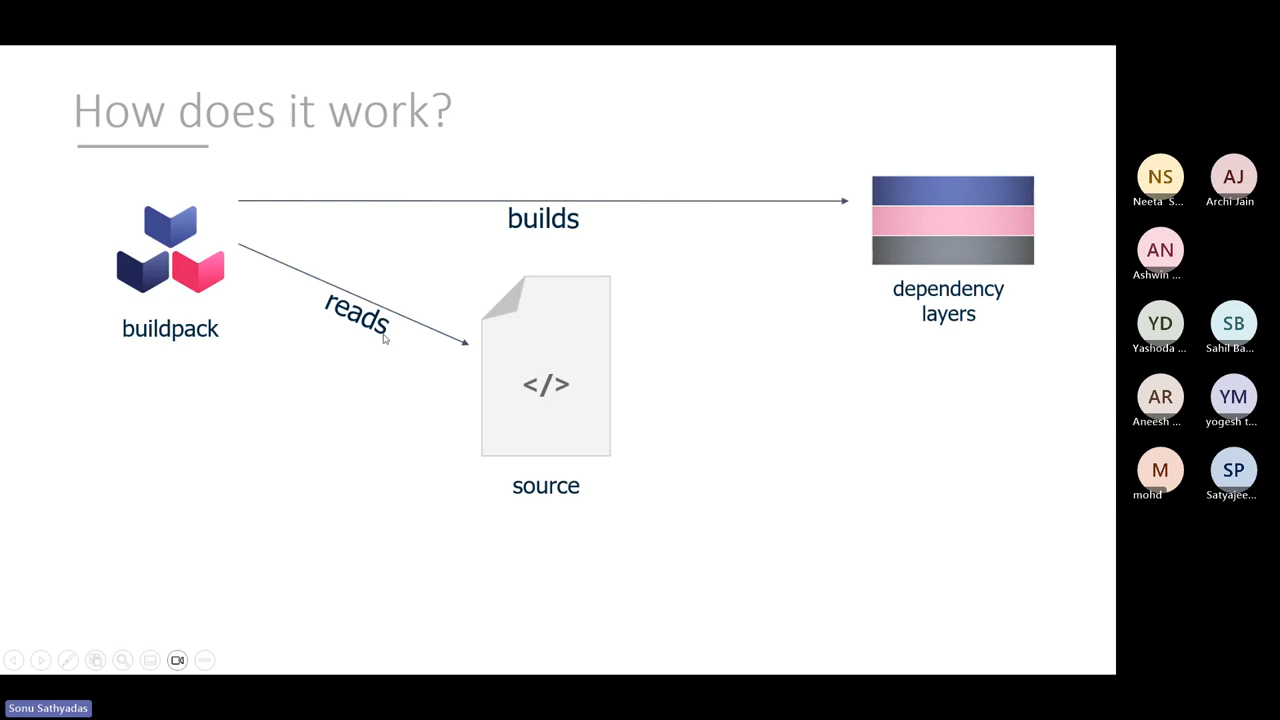 How does it work?
builds
reads
buildpack
</>
source
dependency
layers
NS
Neeta S...
AJ
Archi Jain
AN
Ashwin ...
YD
Yashoda ...
SB
Sahil Ba...
AR
Aneesh ...
YM
yogesh t...
M
mohd
SP
Satyajee...
Sonu Sathyadas